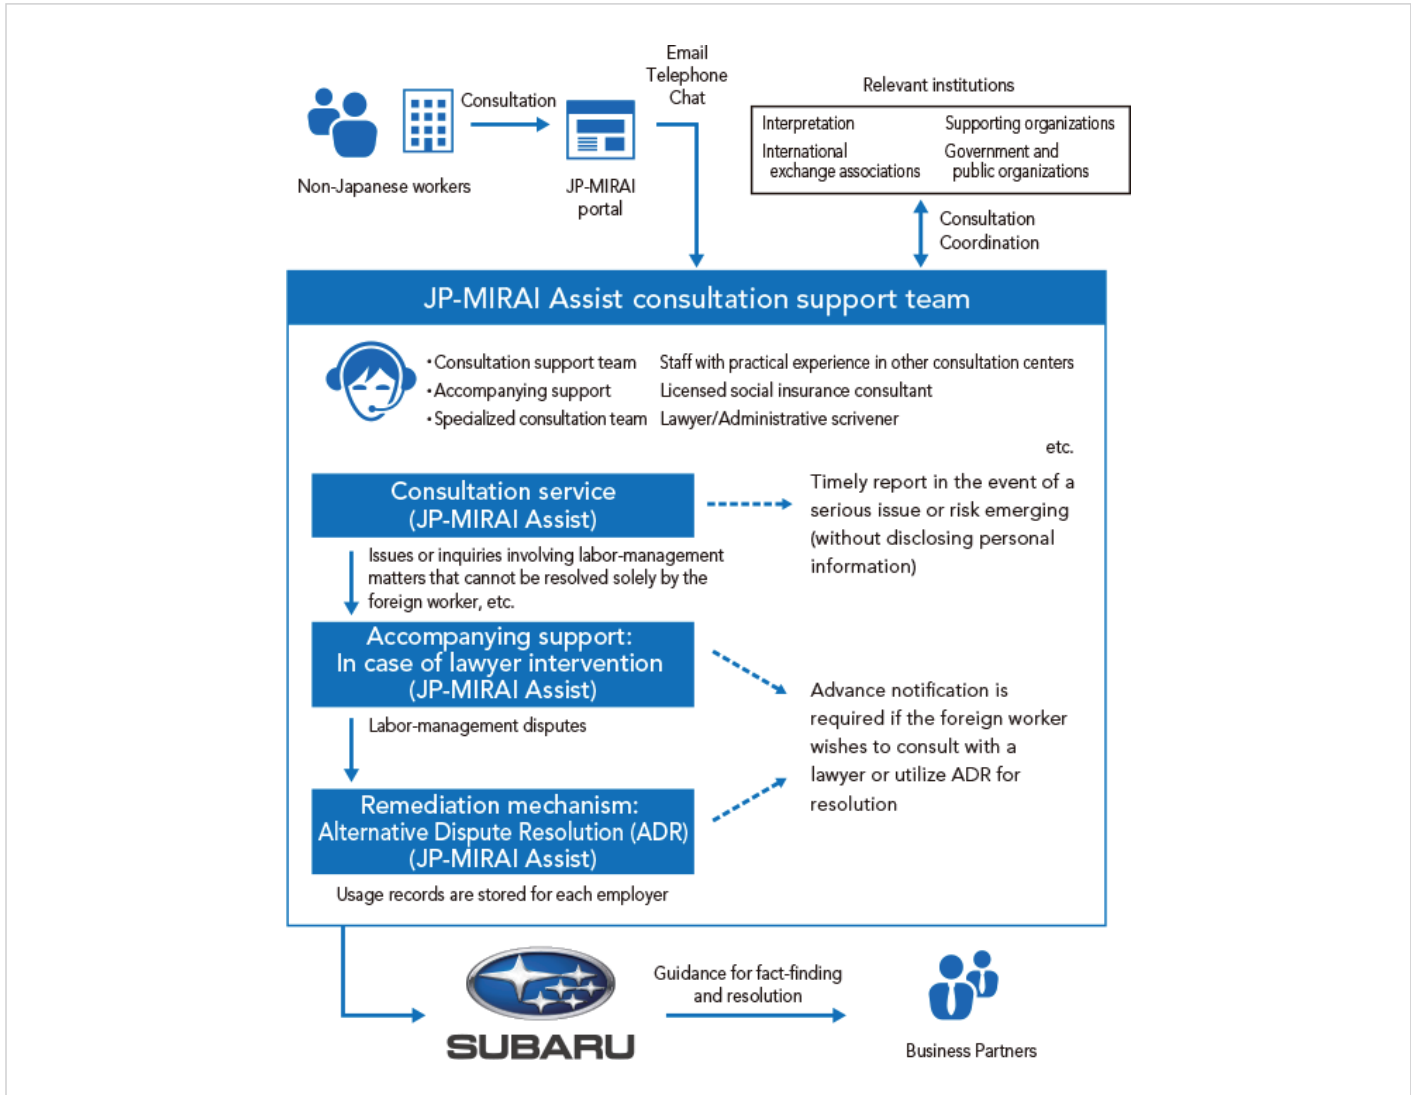 Email
Telephone
Chat
Consultation
Non-Japanese workers
JP-MIRAI
portal
Relevant institutions
Interpretation
Supporting organizations
International
exchange associations
Government and
public organizations
Consultation
Coordination
JP-MIRAI Assist consultation support team
・Consultation support team Staff with practical experience in other consultation centers
・Accompanying support Licensed social insurance consultant
・Specialized consultation team Lawyer/Administrative scrivener
etc.
Consultation service
(JP-MIRAI Assist)
Timely report in the event of a
serious issue or risk emerging
(without disclosing personal
information)
Issues or inquiries involving labor-management
matters that cannot be resolved solely by the
foreign worker, etc.
Accompanying support:
In case of lawyer intervention
(JP-MIRAI Assist)
Labor-management disputes
Advance notification is
required if the foreign worker
wishes to consult with a
lawyer or utilize ADR for
resolution
Remediation mechanism:
Alternative Dispute Resolution (ADR)
(JP-MIRAI Assist)
Usage records are stored for each employer
SUBARU
Guidance for fact-finding
and resolution
Business Partners